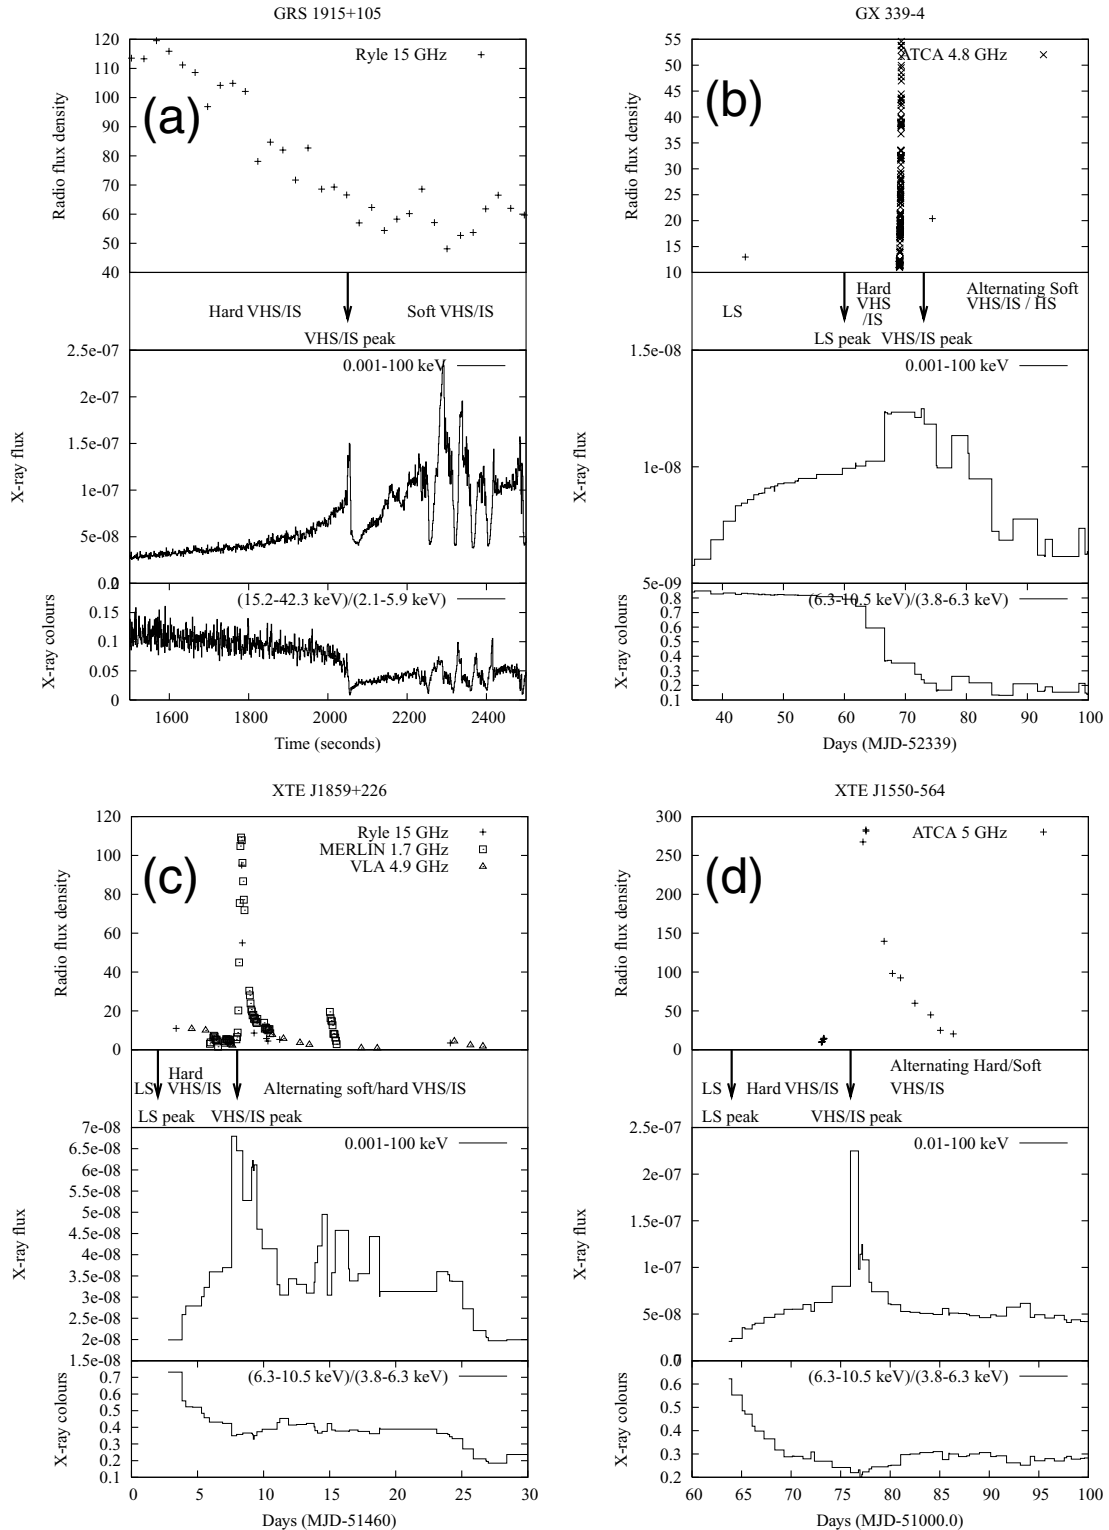 GRS 1915+105
120
110
100
90
80
70
60
50
40
Radio flux density
(a)
Ryle 15 GHz
Hard VHS/IS
Soft VHS/IS
VHS/IS peak
2.5e-07
2e-07
1.5e-07
1e-07
5e-08
0
X-ray flux
0.001-100 keV
0.2
0.15
0.1
0.05
0
X-ray colours
(15.2-42.3 keV)/(2.1-5.9 keV)
1600
1800
2000
2200
2400
Time (seconds)
GX 339-4
55
50
45
40
35
30
25
20
15
10
Radio flux density
(b)
ATCA 4.8 GHz
LS
Hard
VHS
/IS
Alternating Soft
VHS/IS / HS
LS peak
VHS/IS peak
1.5e-08
1e-08
5e-09
X-ray flux
0.001-100 keV
0.8
0.7
0.6
0.5
0.4
0.3
0.2
0.1
X-ray colours
(6.3-10.5 keV)/(3.8-6.3 keV)
40
50
60
70
80
90
100
Days (MJD-52339)
XTE J1859+226
120
100
80
60
40
20
0
Radio flux density
(c)
Ryle 15 GHz
MERLIN 1.7 GHz
VLA 4.9 GHz
LS
Hard
VHS/IS
Alternating soft/hard VHS/IS
LS peak
VHS/IS peak
7e-08
6.5e-08
6e-08
5.5e-08
5e-08
4.5e-08
4e-08
3.5e-08
3e-08
2.5e-08
2e-08
1.5e-08
X-ray flux
0.001-100 keV
0.7
0.6
0.5
0.4
0.3
0.2
0.1
X-ray colours
(6.3-10.5 keV)/(3.8-6.3 keV)
0
5
10
15
20
25
30
Days (MJD-51460)
XTE J1550-564
300
250
200
150
100
50
0
Radio flux density
(d)
ATCA 5 GHz
LS
Hard VHS/IS
Alternating Hard/Soft
VHS/IS
LS peak
VHS/IS peak
2.5e-07
2e-07
1.5e-07
1e-07
5e-08
0
X-ray flux
0.01-100 keV
0.7
0.6
0.5
0.4
0.3
0.2
X-ray colours
(6.3-10.5 keV)/(3.8-6.3 keV)
60
65
70
75
80
85
90
95
100
Days (MJD-51000.0)